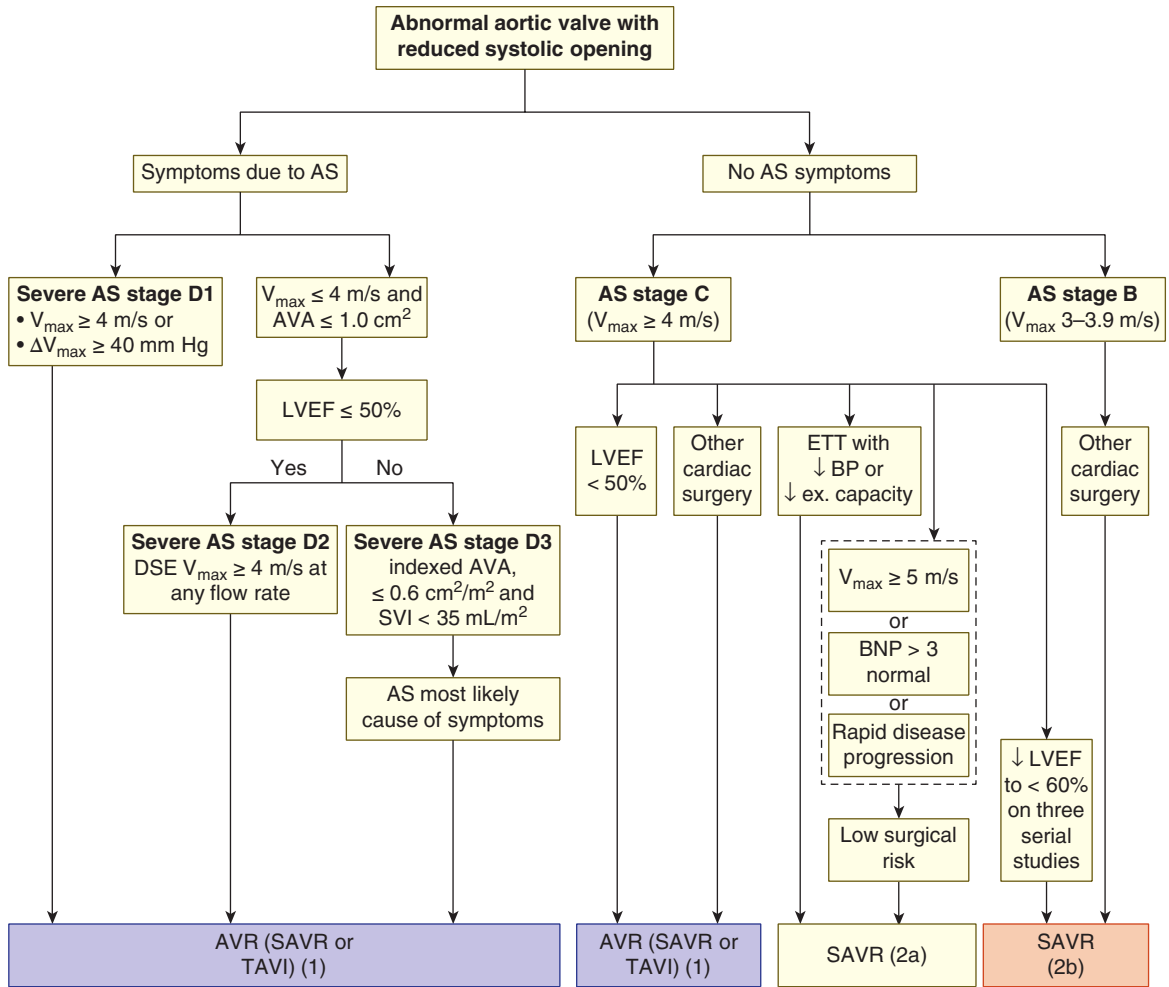 Abnormal aortic valve with
reduced systolic opening
Symptoms due to AS
No AS symptoms
Severe AS stage D1
• Vmax ≥ 4 m/s or
• ΔVmax ≥ 40 mm Hg
Vmax ≤ 4 m/s and
AVA ≤ 1.0 cm²
AS stage C
(Vmax ≥ 4 m/s)
AS stage B
(Vmax 3–3.9 m/s)
LVEF ≤ 50%
Yes
No
LVEF
< 50%
Other
cardiac
surgery
ETT with
↓ BP or
↓ ex. capacity
Other
cardiac
surgery
Severe AS stage D2
DSE Vmax ≥ 4 m/s at
any flow rate
Severe AS stage D3
indexed AVA,
≤ 0.6 cm²/m² and
SVI < 35 mL/m²
Vmax ≥ 5 m/s
or
BNP > 3
normal
or
Rapid disease
progression
AS most likely
cause of symptoms
↓ LVEF
to < 60%
on three
serial
studies
Low surgical
risk
AVR (SAVR or
TAVI) (1)
AVR (SAVR or
TAVI) (1)
SAVR (2a)
SAVR
(2b)